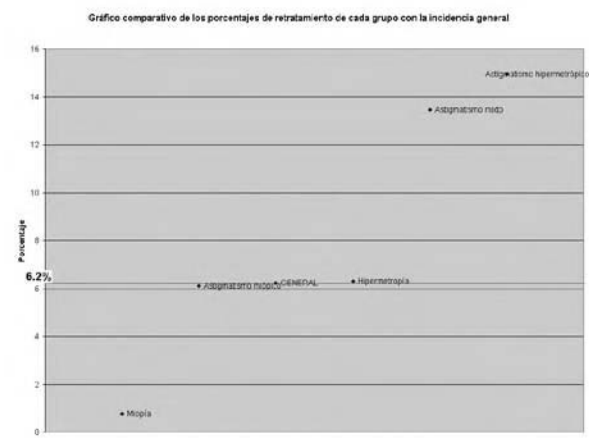 Gráfico comparativo de los porcentajes de retratamiento de cada grupo con la incidencia general
16
Astigmatismo hipermetrópico
14
Astigmatismo mixto
12
10
8
Porcentaje
6.2%
Astigmatismo miópico
GENERAL
Hipermetropía
6
4
2
Miopía
0